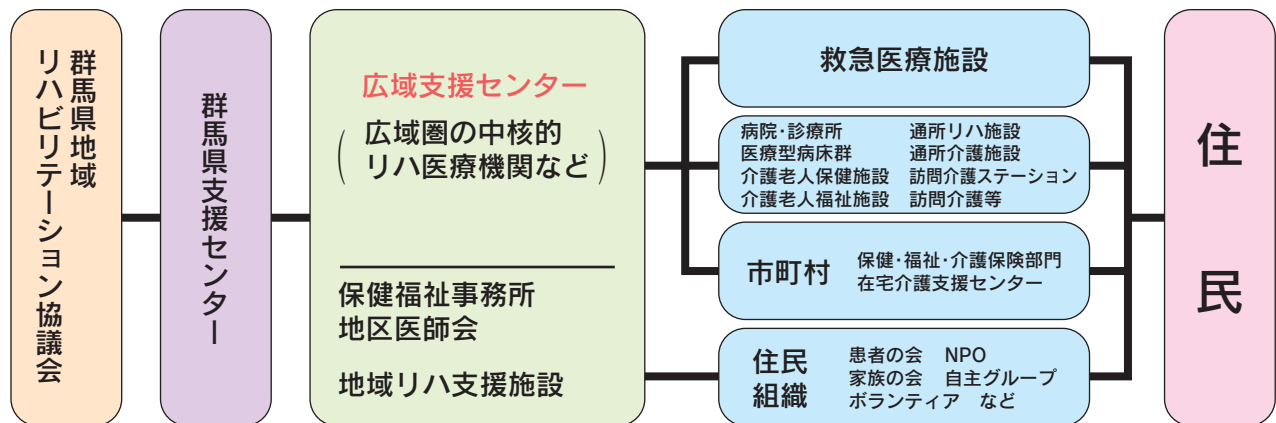 群馬県地域
リハビリテーション協議会
群馬県支援センター
広域支援センター
(広域圏の中核的
リハ医療機関など)
保健福祉事務所
地区医師会
地域リハ支援施設
救急医療施設
病院・診療所 通所リハ施設
医療型病床群 通所介護施設
介護老人保健施設 訪問介護ステーション
介護老人福祉施設 訪問介護等
市町村
保健・福祉・介護保険部門
在宅介護支援センター
住民
組織
患者の会 NPO
家族の会 自主グループ
ボランティア など
住民